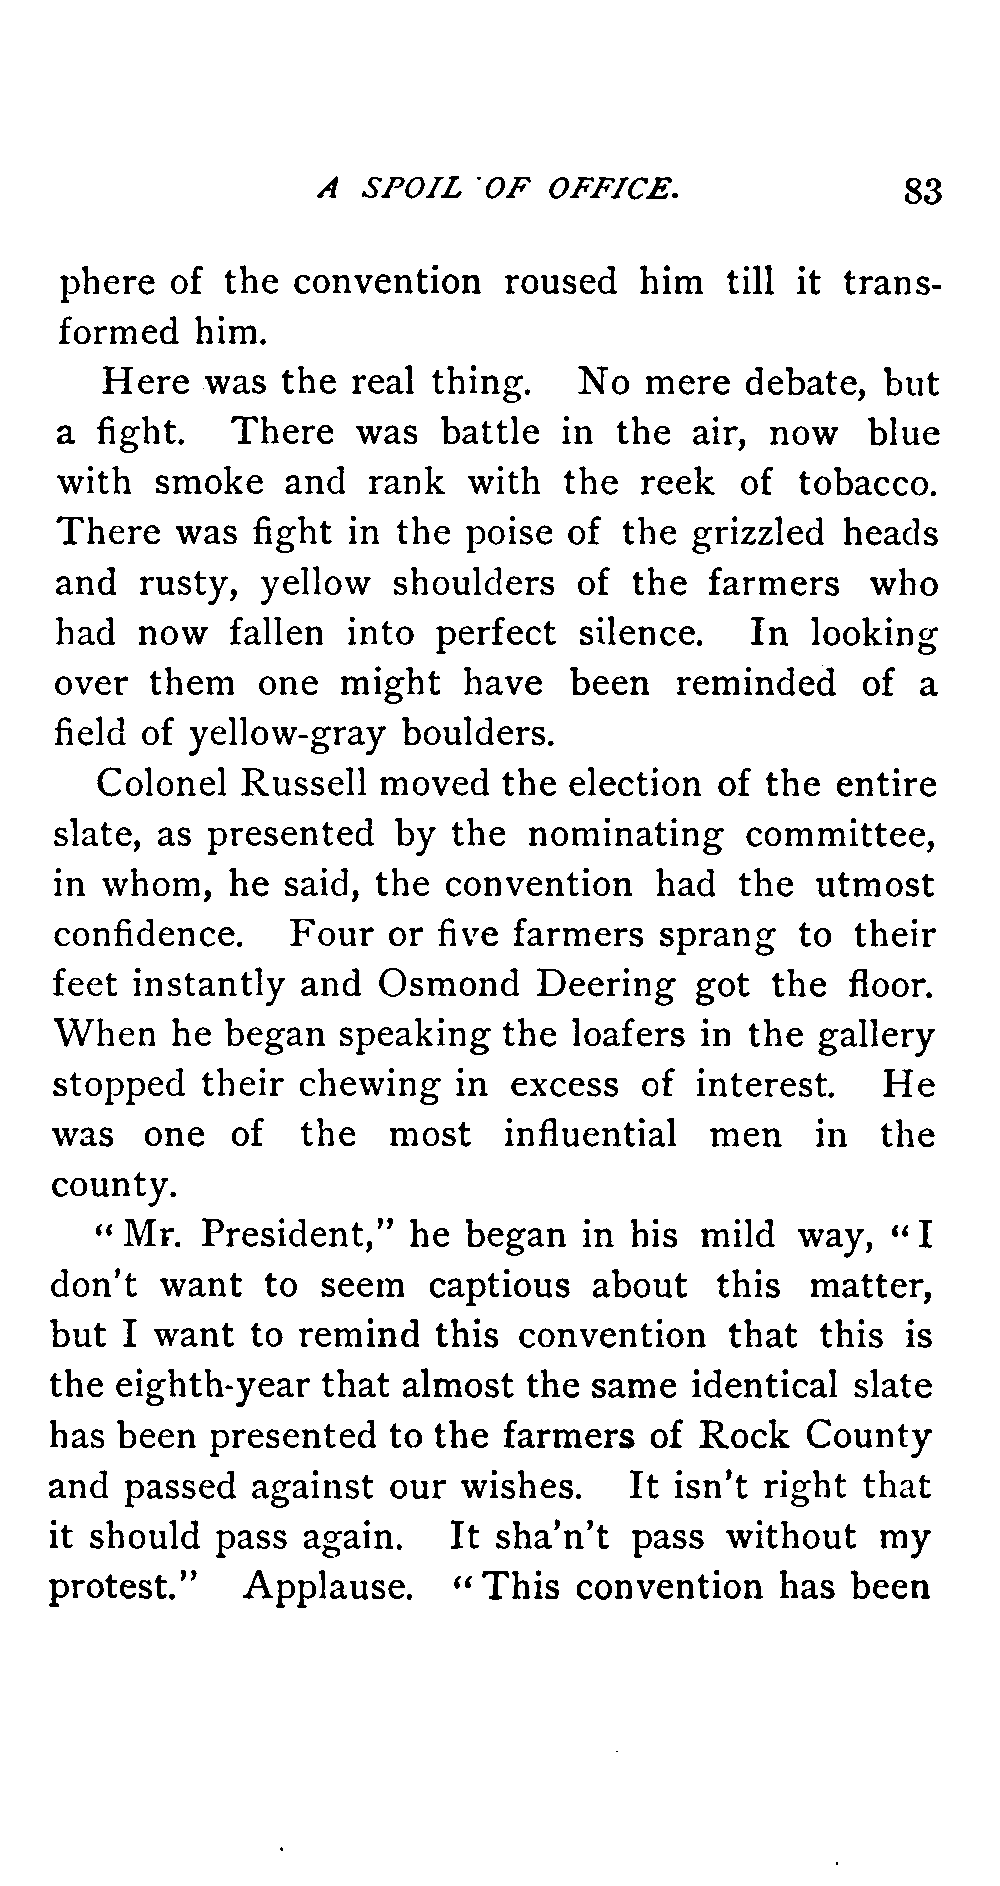 A SPOIL OF OFFICE. 83
phere of the convention roused him till it trans-
formed him.
Here was the real thing. No mere debate, but
a fight. There was battle in the air, now blue
with smoke and rank with the reek of tobacco.
There was fight in the poise of the grizzled heads
and rusty, yellow shoulders of the farmers who
had now fallen into perfect silence. In looking
over them one might have been reminded of a
field of yellow-gray boulders.
Colonel Russell moved the election of the entire
slate, as presented by the nominating committee,
in whom, he said, the convention had the utmost
confidence. Four or five farmers sprang to their
feet instantly and Osmond Deering got the floor.
When he began speaking the loafers in the gallery
stopped their chewing in excess of interest. He
was one of the most influential men in the
county.
“Mr. President,” he began in his mild way, “I
don't want to seem captious about this matter,
but I want to remind this convention that this is
the eighth-year that almost the same identical slate
has been presented to the farmers of Rock County
and passed against our wishes. It isn't right that
it should pass again. It sha'n't pass without my
protest.” Applause. “This convention has been